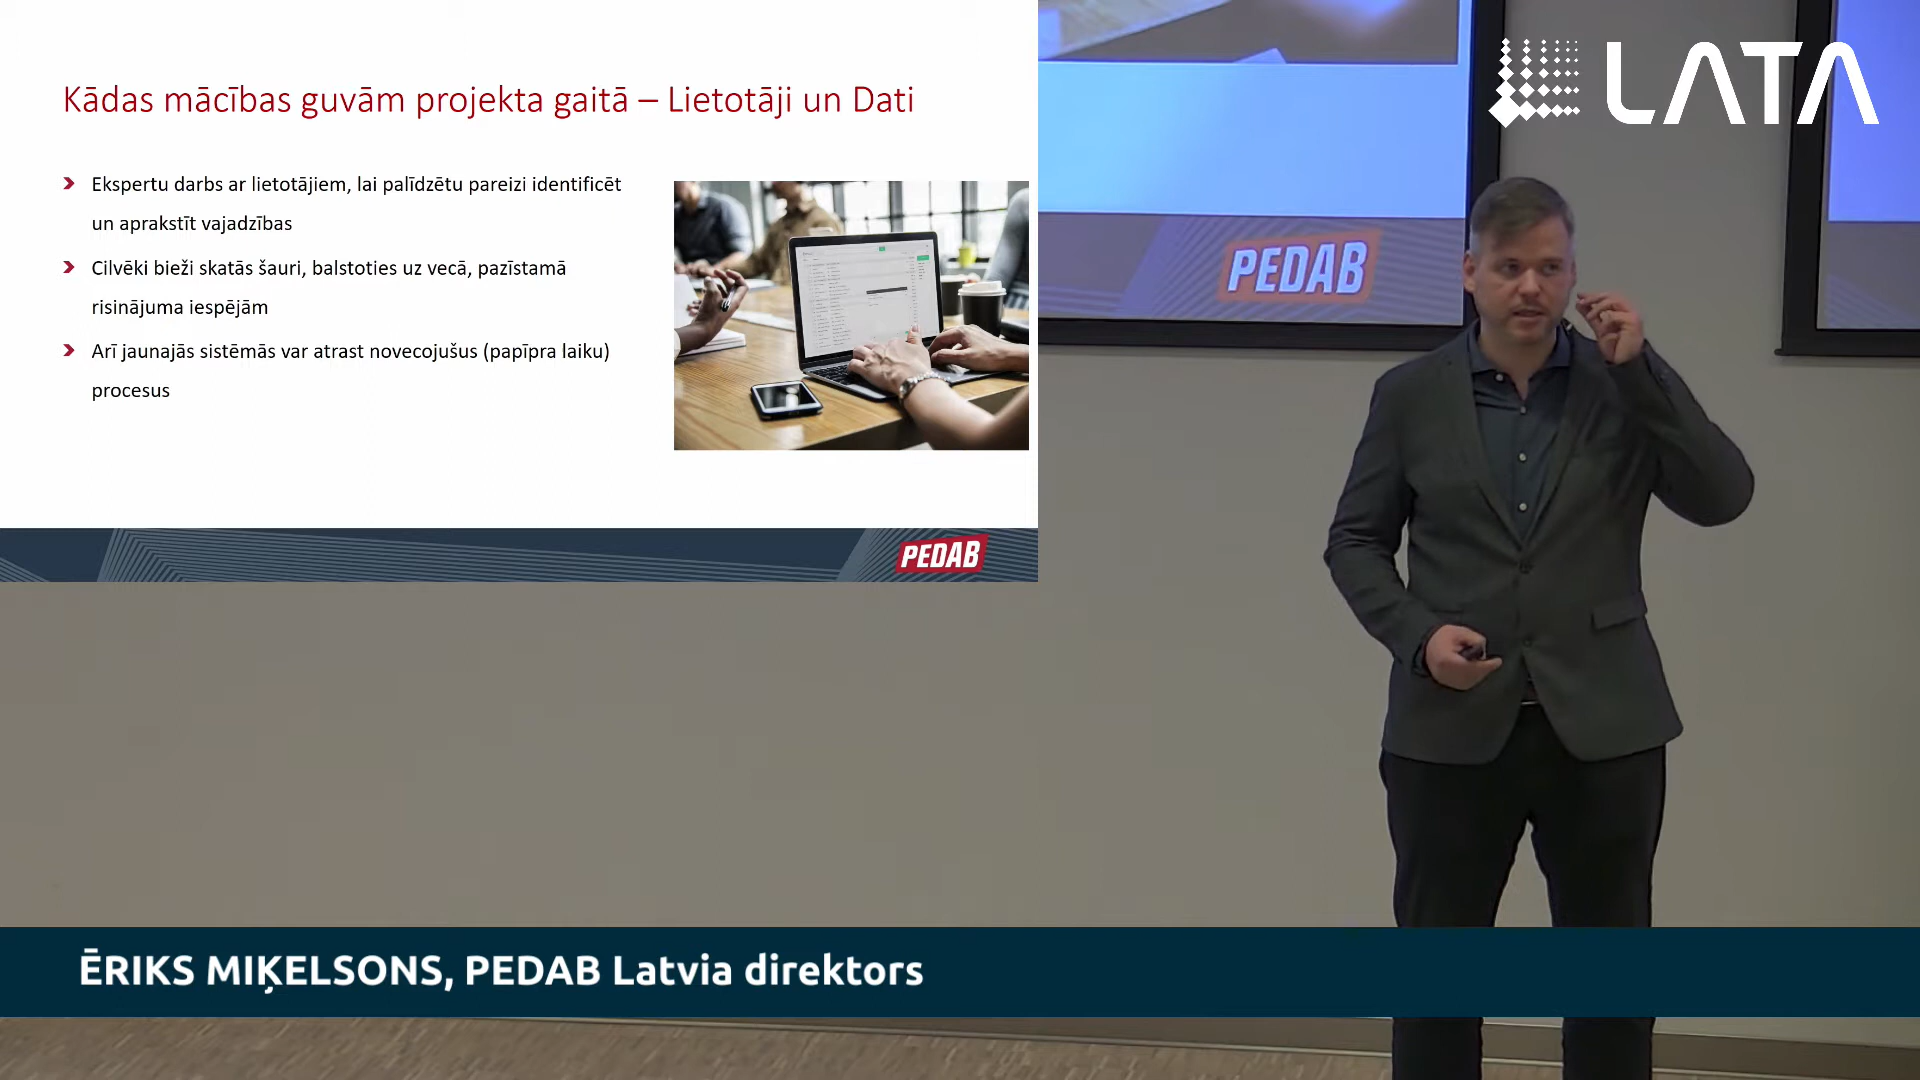 Kādas mācības guvām projekta gaitā – Lietotāji un Dati
Ekspertu darbs ar lietotājiem, lai palīdzētu pareizi identificēt
un aprakstīt vajadzības
Cilvēki bieži skatās šauri, balstoties uz vecā, pazīstamā
risinājuma iespējām
Arī jaunajās sistēmās var atrast novecojušus (papīpra laiku)
procesus
PEDAB
PEDAB
LATA
ĒRIKS MIĶELSONS, PEDAB Latvia direktors